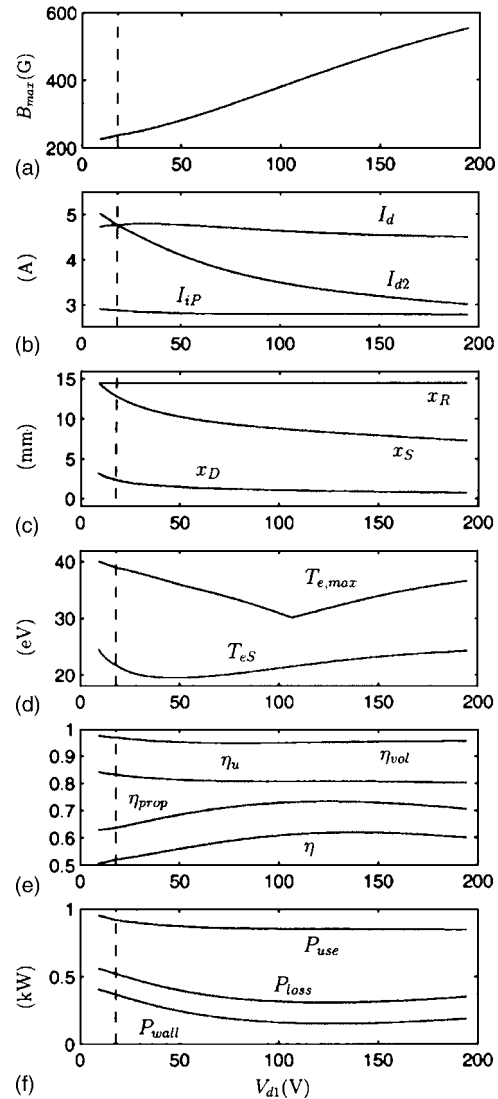 600
400
200
B_max(G)
0 50 100 150 200
(a)
5
4
3
(A)
I_d
I_d2
I_iP
0 50 100 150 200
(b)
15
10
5
0
(mm)
x_R
x_S
x_D
0 50 100 150 200
(c)
40
30
20
(eV)
T_e,max
T_eS
0 50 100 150 200
(d)
1
0.9
0.8
0.7
0.6
0.5
η_u
η_vol
η_prop
η
0 50 100 150 200
(e)
1
0.5
0
(kW)
P_use
P_loss
P_wall
0 50 100 150 200
(f)
V_d1(V)